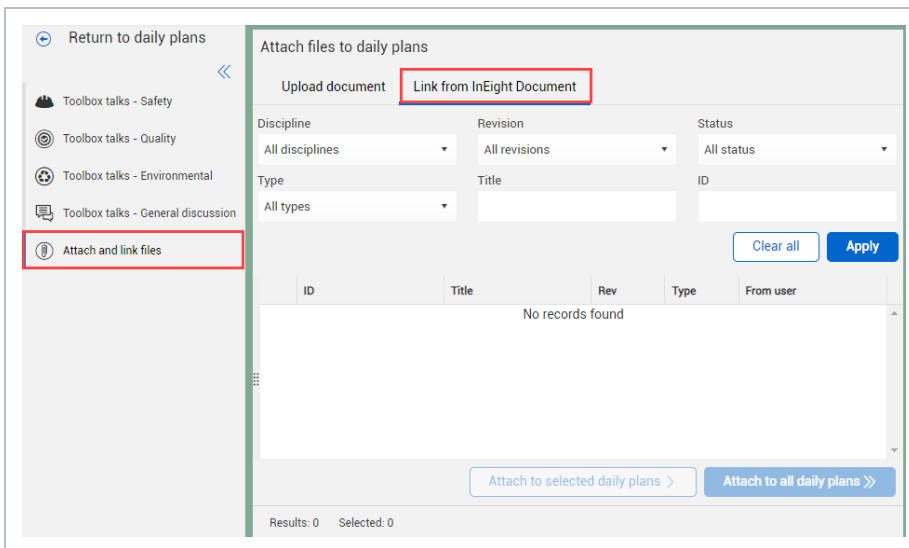 Return to daily plans
Toolbox talks - Safety
Toolbox talks - Quality
Toolbox talks - Environmental
Toolbox talks - General discussion
Attach and link files
Attach files to daily plans
Upload document Link from InEight Document
Discipline Revision Status
All disciplines All revisions All status
Type Title ID
All types
Clear all Apply
ID Title Rev Type From user
No records found
Attach to selected daily plans Attach to all daily plans
Results: 0 Selected: 0